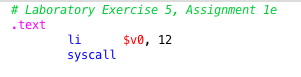 # Laboratory Exercise 5, Assignment 1e
.text
li $v0, 12
syscall